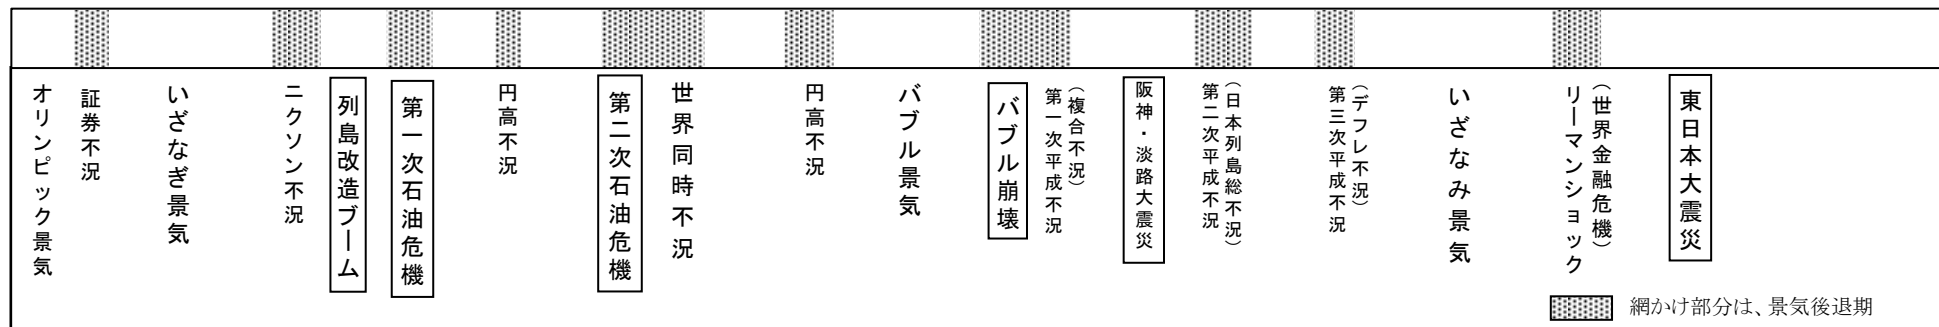 オリンピック景気
証券不況
いざなぎ景気
ニクソン不況
列島改造ブーム
第一次石油危機
円高不況
第二次石油危機
世界同時不況
円高不況
バブル景気
バブル崩壊
（複合不況）
第一次平成不況
阪神・淡路大震災
（日本列島総不況）
第二次平成不況
（デフレ不況）
第三次平成不況
いざなみ景気
（世界金融危機）
リーマンショック
東日本大震災
網かけ部分は、景気後退期